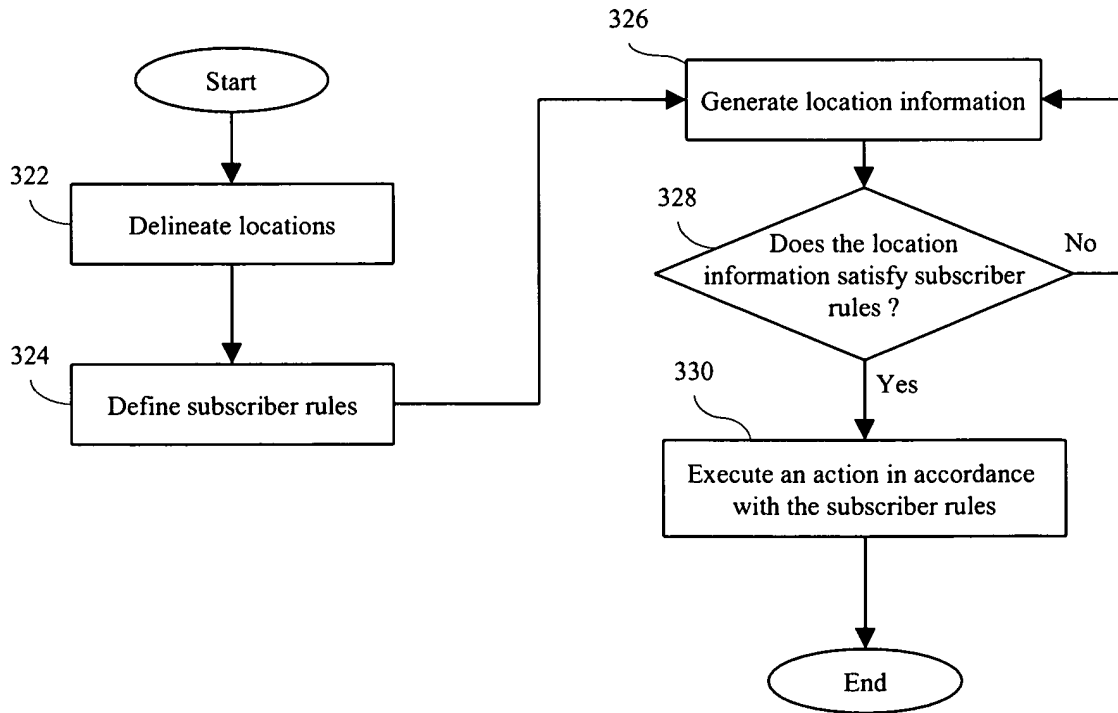 Start
322
Delineate locations
324
Define subscriber rules
326
Generate location information
328
Does the location
information satisfy subscriber
rules ?
No
Yes
330
Execute an action in accordance
with the subscriber rules
End